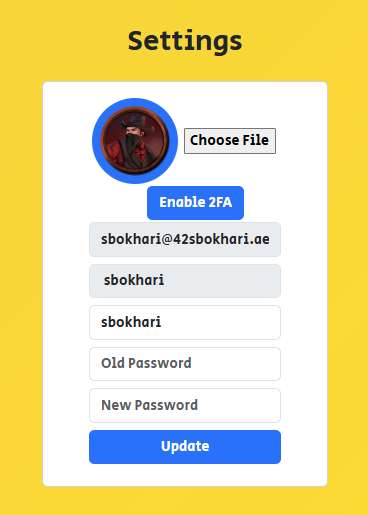 Settings
Choose File
Enable 2FA
sbokhari@42sbokhari.ae
sbokhari
sbokhari
Old Password
New Password
Update